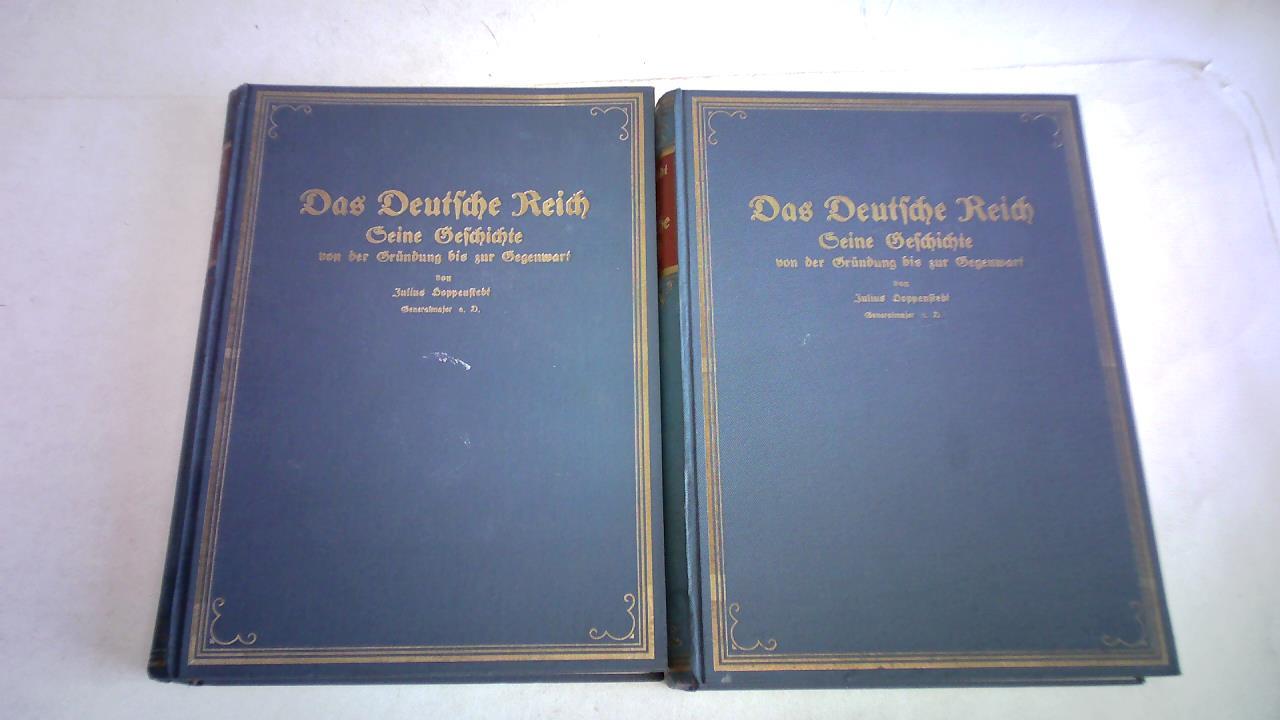 Das Deutsche Reich
Seine Geschichte
von der Gründung bis zur Gegenwart
von
Julius Hoppenstedt
Generalmajor a. D.
Das Deutsche Reich
Seine Geschichte
von der Gründung bis zur Gegenwart
von
Julius Hoppenstedt
Generalmajor a. D.